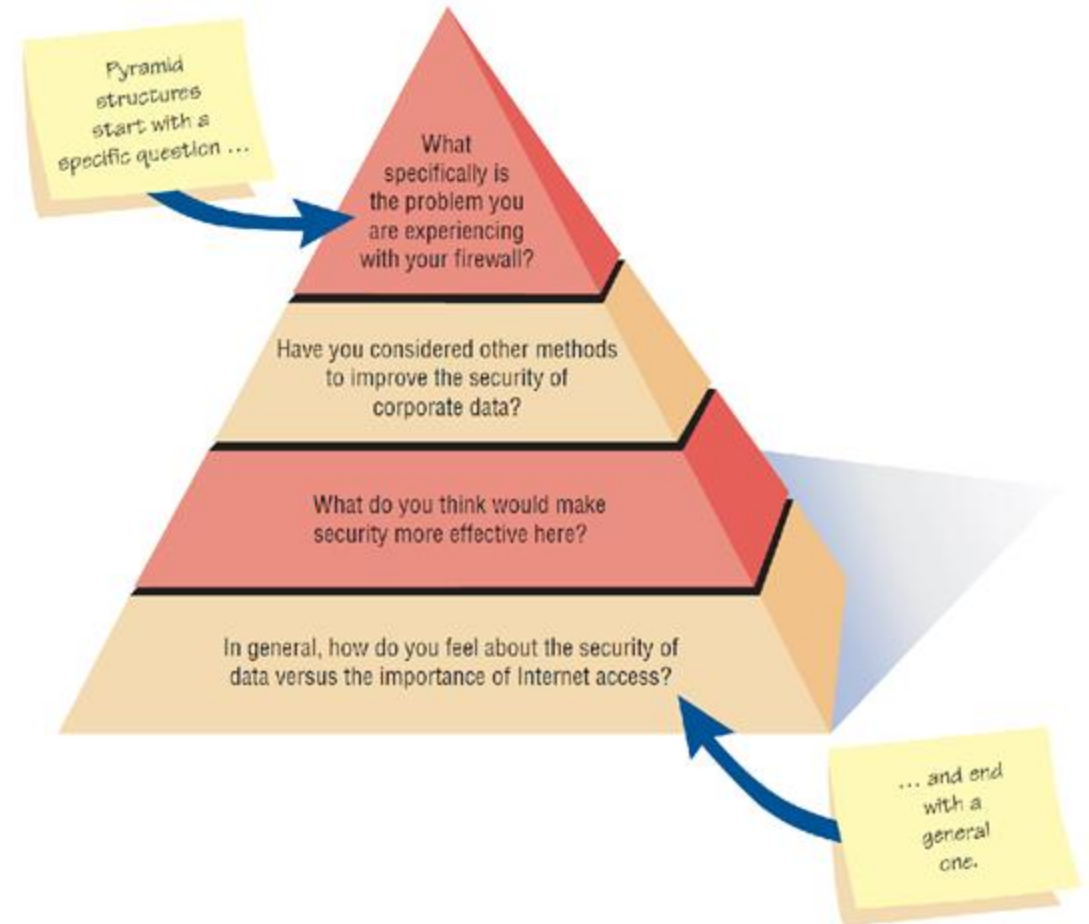 Pyramid
structures
start with a
specific question ...
What
specifically is
the problem you
are experiencing
with your firewall?
Have you considered other methods
to improve the security of
corporate data?
What do you think would make
security more effective here?
In general, how do you feel about the security of
data versus the importance of Internet access?
... and end
with a
general
one.